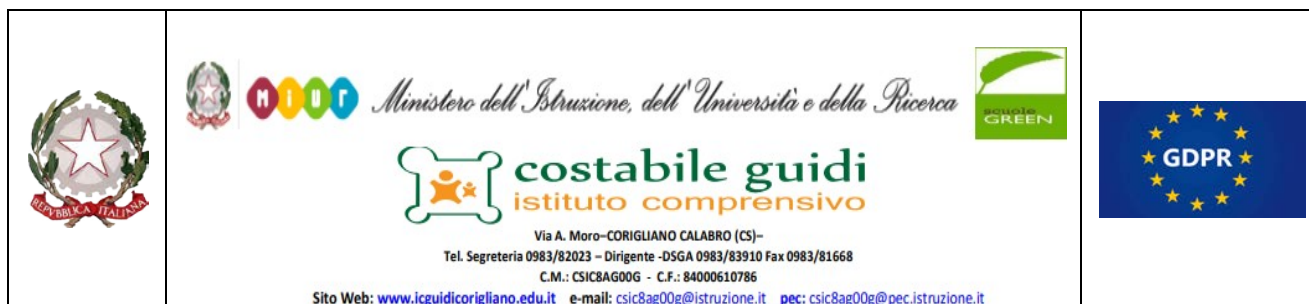 REPVBBLICA ITALIANA
MIUR Ministero dell'Istruzione, dell'Università e della Ricerca
scuole
GREEN
costabile guidi
istituto comprensivo
Via A. Moro–CORIGLIANO CALABRO (CS)–
Tel. Segreteria 0983/82023 – Dirigente -DSGA 0983/83910 Fax 0983/81668
C.M.: CSIC8AG00G - C.F.: 84000610786
Sito Web: www.icguidicorigliano.edu.it e-mail: csic8ag00g@istruzione.it pec: csic8ag00g@pec.istruzione.it
GDPR